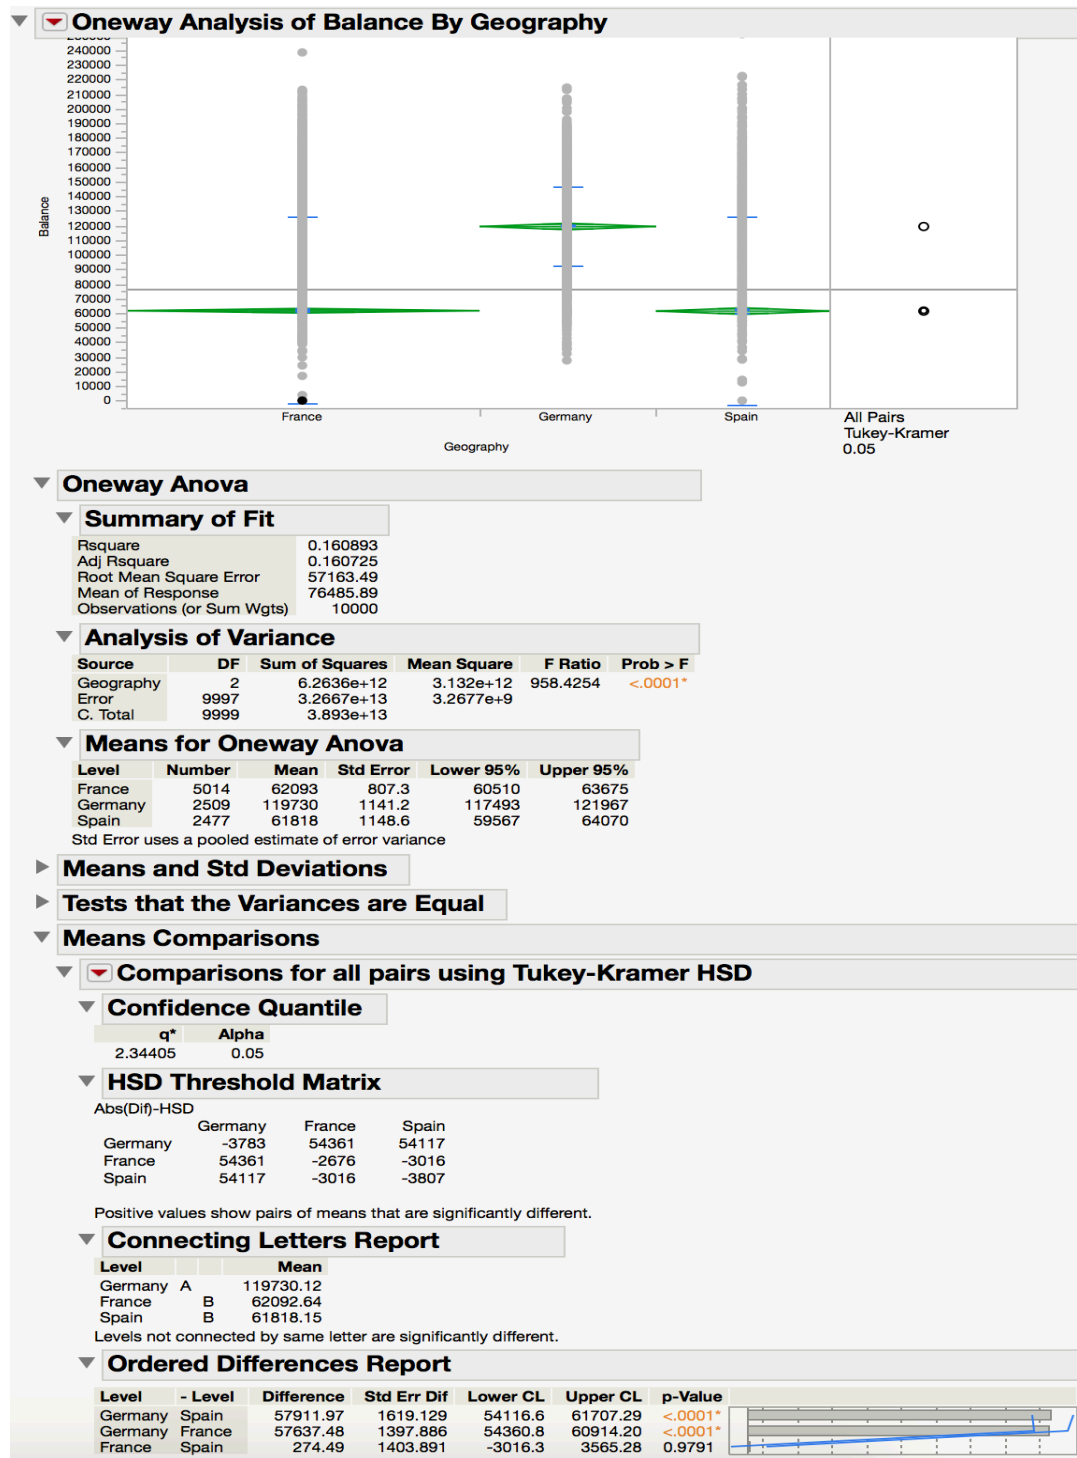 Oneway Analysis of Balance By Geography
240000
230000
220000
210000
200000
190000
180000
170000
160000
150000
140000
130000
120000
110000
100000
90000
80000
70000
60000
50000
40000
30000
20000
10000
0
Balance
France Germany Spain
Geography
All Pairs
Tukey-Kramer
0.05
Oneway Anova
Summary of Fit
Rsquare 0.160893
Adj Rsquare 0.160725
Root Mean Square Error 57163.49
Mean of Response 76485.89
Observations (or Sum Wgts) 10000
Analysis of Variance
Source DF Sum of Squares Mean Square F Ratio Prob > F
Geography 2 6.2636e+12 3.132e+12 958.4254 <.0001*
Error 9997 3.2667e+13 3.2677e+9
C. Total 9999 3.893e+13
Means for Oneway Anova
Level Number Mean Std Error Lower 95% Upper 95%
France 5014 62093 807.3 60510 63675
Germany 2509 119730 1141.2 117493 121967
Spain 2477 61818 1148.6 59567 64070
Std Error uses a pooled estimate of error variance
Means and Std Deviations
Tests that the Variances are Equal
Means Comparisons
Comparisons for all pairs using Tukey-Kramer HSD
Confidence Quantile
q* Alpha
2.34405 0.05
HSD Threshold Matrix
Abs(Dif)-HSD
Germany France Spain
Germany -3783 54361 54117
France 54361 -2676 -3016
Spain 54117 -3016 -3807
Positive values show pairs of means that are significantly different.
Connecting Letters Report
Level Mean
Germany A 119730.12
France B 62092.64
Spain B 61818.15
Levels not connected by same letter are significantly different.
Ordered Differences Report
Level - Level Difference Std Err Dif Lower CL Upper CL p-Value
Germany Spain 57911.97 1619.129 54116.6 61707.29 <.0001*
Germany France 57637.48 1397.886 54360.8 60914.20 <.0001*
France Spain 274.49 1403.891 -3016.3 3565.28 0.9791